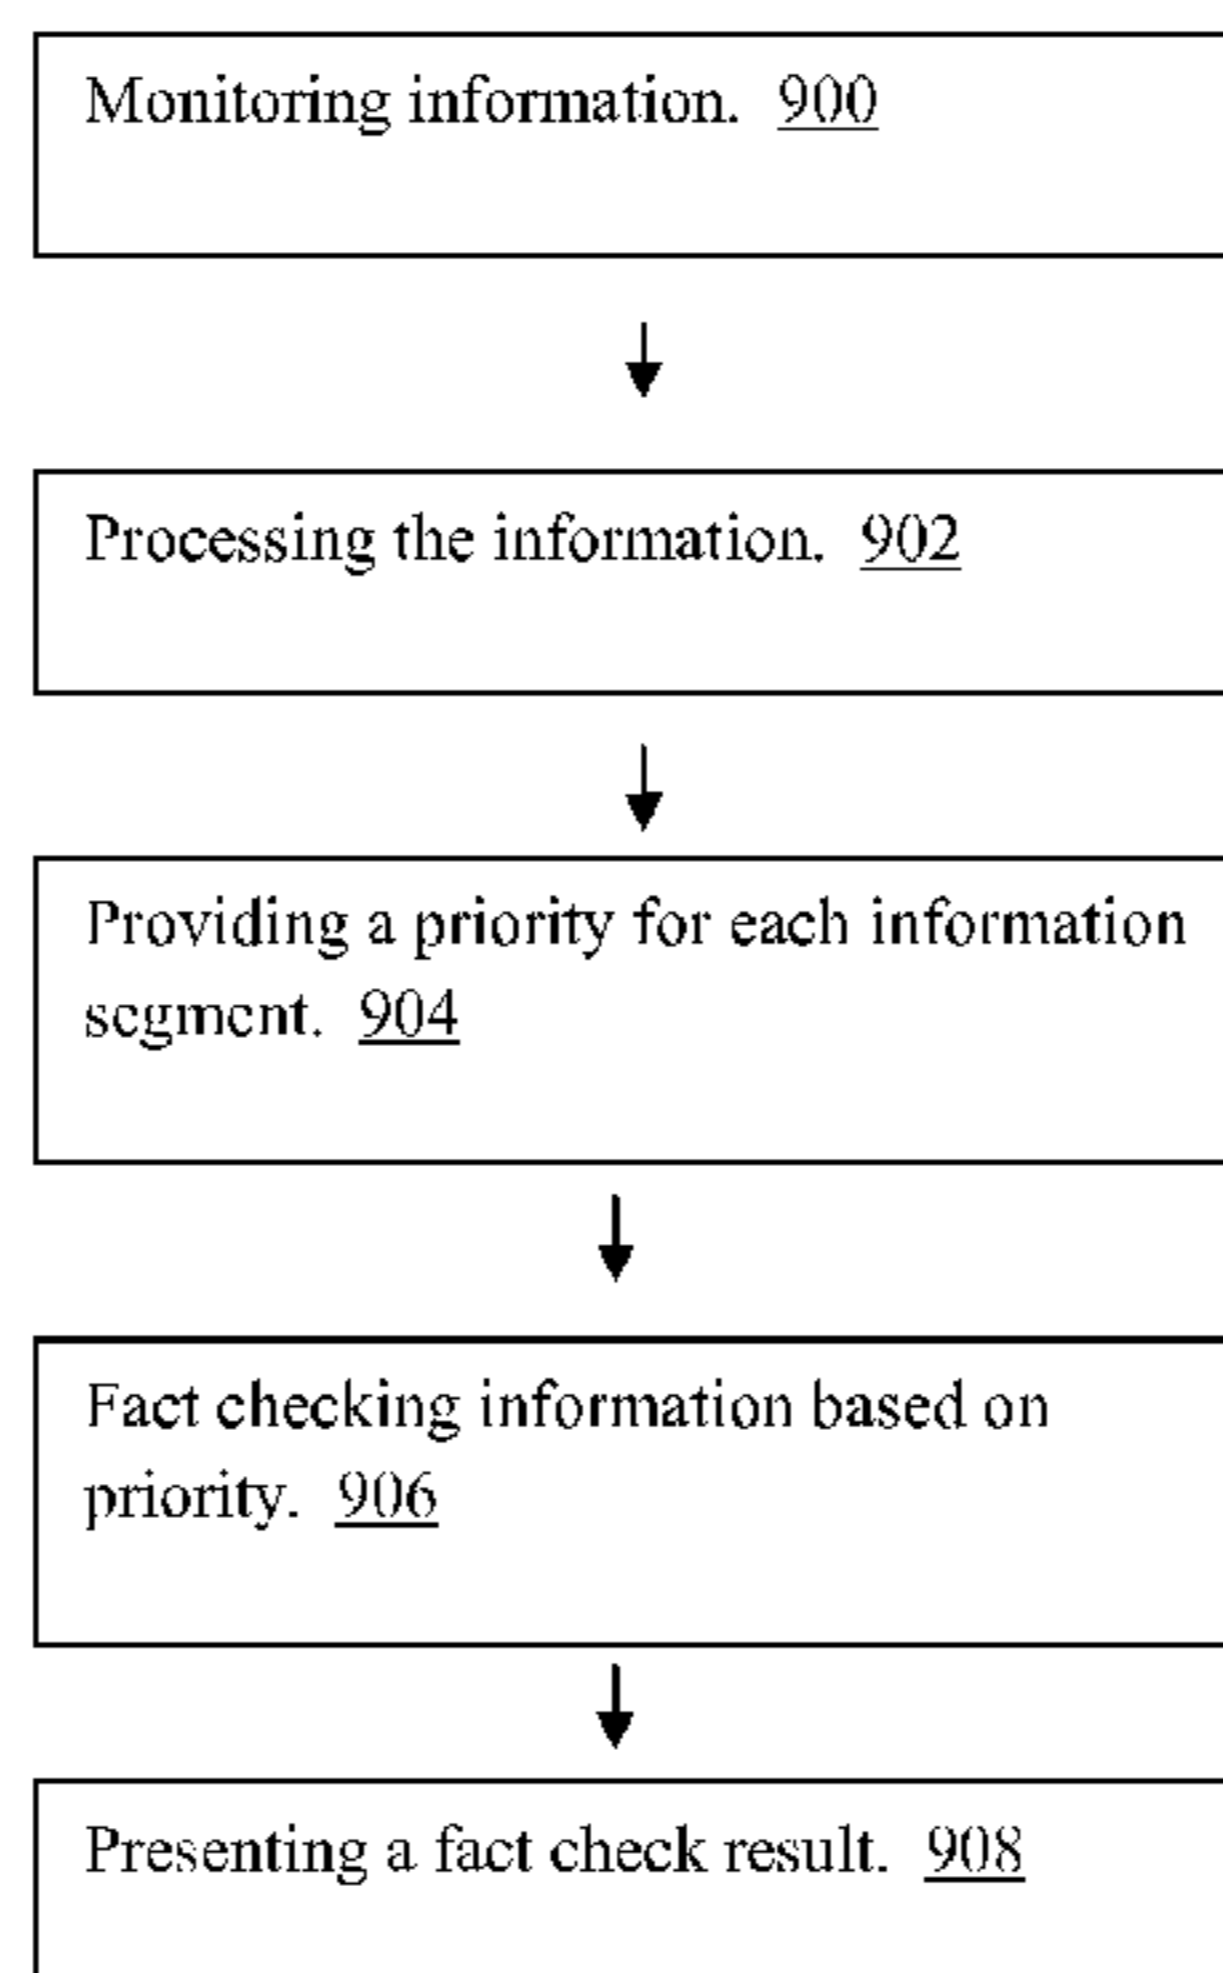 Monitoring information. 900
Processing the information. 902
Providing a priority for each information
segment. 904
Fact checking information based on
priority. 906
Presenting a fact check result. 908